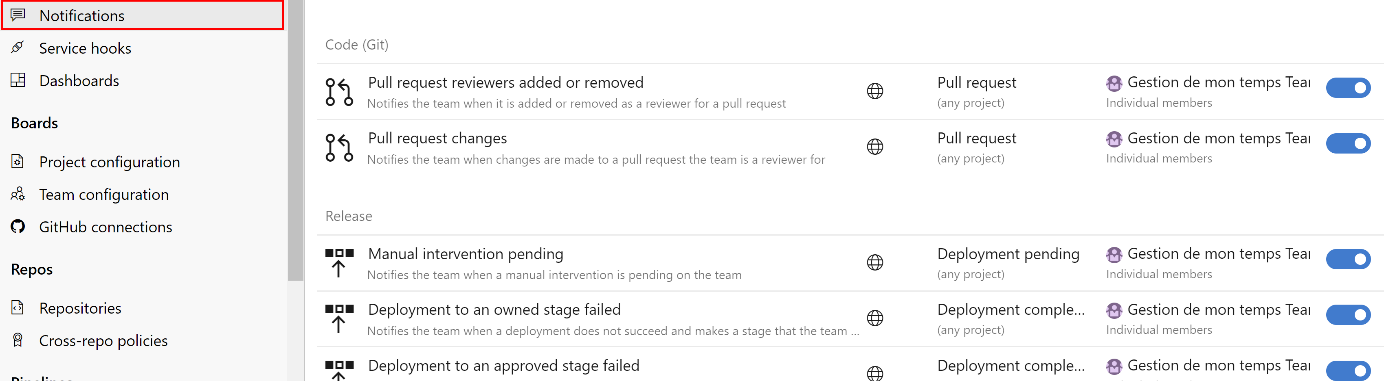 Notifications
Service hooks
Dashboards
Boards
Project configuration
Team configuration
GitHub connections
Repos
Repositories
Cross-repo policies
Pipelines
Code (Git)
Pull request reviewers added or removed
Notifies the team when it is added or removed as a reviewer for a pull request
Pull request
(any project)
Gestion de mon temps Tear
Individual members
Pull request changes
Notifies the team when changes are made to a pull request the team is a reviewer for
Pull request
(any project)
Gestion de mon temps Tear
Individual members
Release
Manual intervention pending
Notifies the team when a manual intervention is pending on the team
Deployment pending
(any project)
Gestion de mon temps Tear
Individual members
Deployment to an owned stage failed
Notifies the team when a deployment does not succeed and makes a stage that the team ...
Deployment comple...
(any project)
Gestion de mon temps Tear
Individual members
Deployment to an approved stage failed
Deployment comple...
Gestion de mon temps Tear